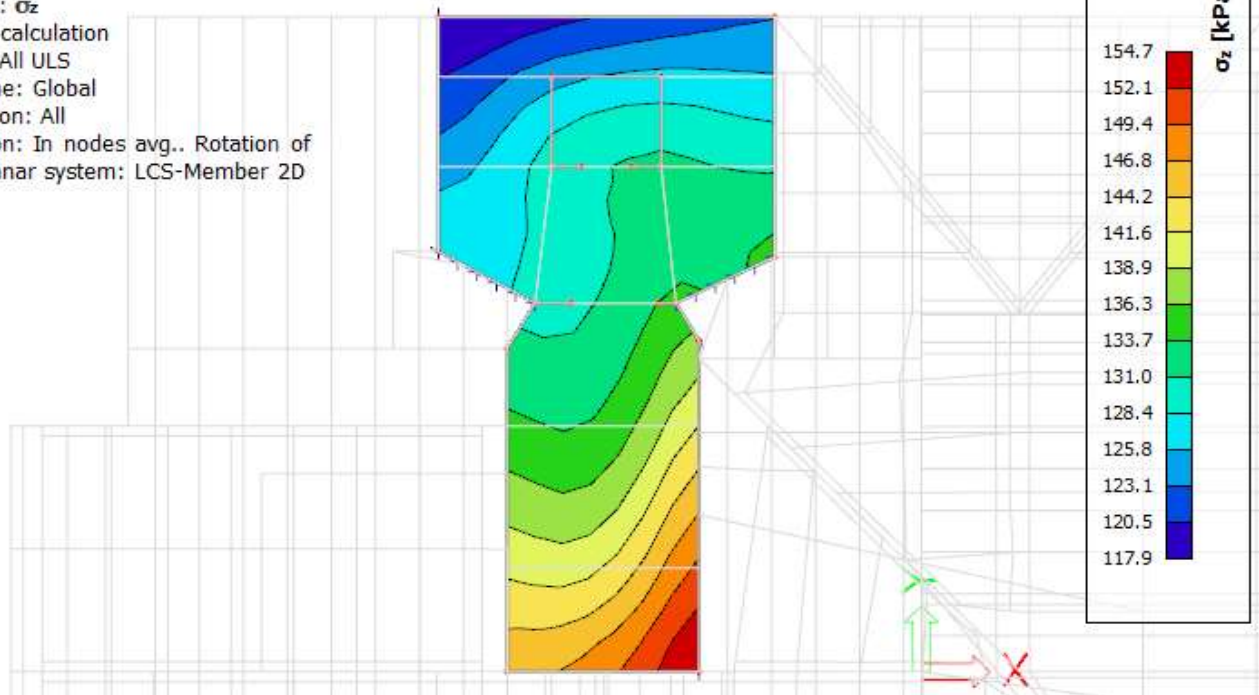 : σz
calculation
All ULS
e: Global
on: All
n: In nodes avg.. Rotation of
nar system: LCS-Member 2D
σz [kPa
154.7
152.1
149.4
146.8
144.2
141.6
138.9
136.3
133.7
131.0
128.4
125.8
123.1
120.5
117.9
Y
X